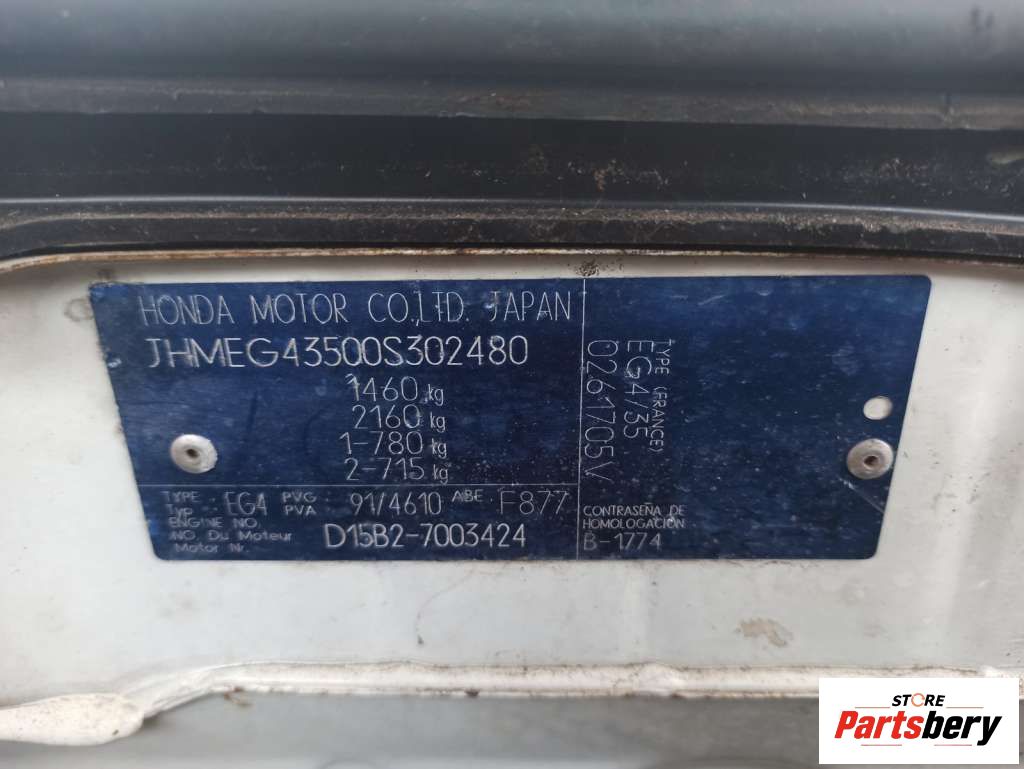 HONDA MOTOR CO.,LTD. JAPAN
JHMEG43500S302480
1460 kg
2160 kg
1-780 kg
2-715 kg
TYPE EG4 PVG 91/4610 ABE F877
Typ PVA
ENGINE NO.
NO. Du Moteur D15B2-7003424
Motor Nr.
TYPE (FRANCE)
EG4/35
0261705V
CONTRASEÑA DE
HOMOLOGACIÓN
B-1774
STORE
Partsbery